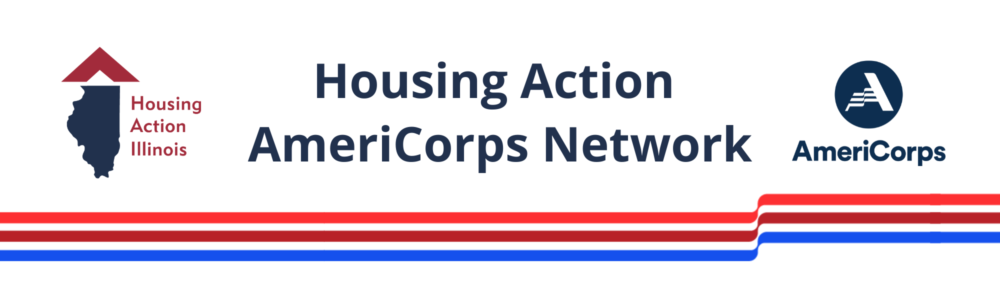 Housing
Action
Illinois
Housing Action
AmeriCorps Network
AmeriCorps